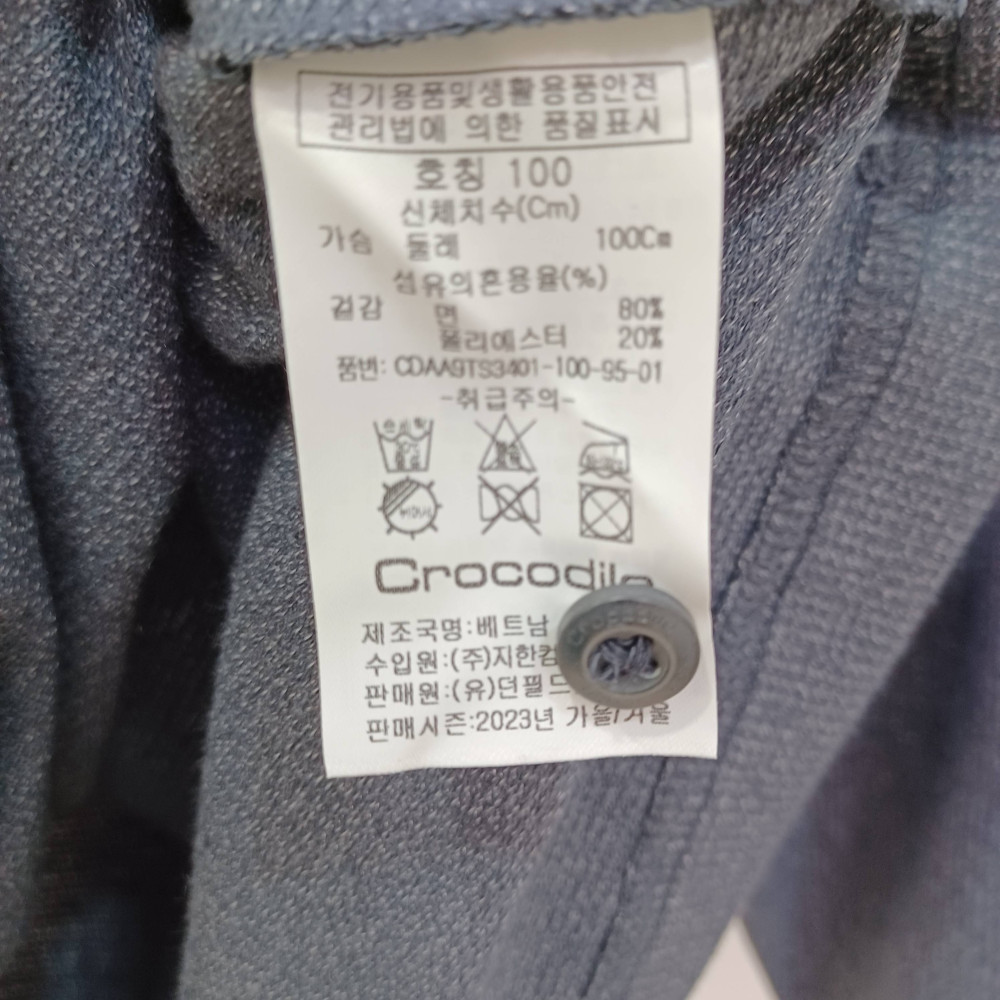 전기용품및생활용품안전
관리법에 의한 품질표시
호칭 100
신체치수(Cm)
가슴 둘레 100Cm
섬유의혼용율(%)
겉감 면 80%
폴리에스터 20%
품번: CDAA9TS3401-100-95-01
-취급주의-
Crocodile
제조국명:베트남
수입원:(주)지한컴
판매원:(유)던필드
판매시즌:2023년 가을/겨울